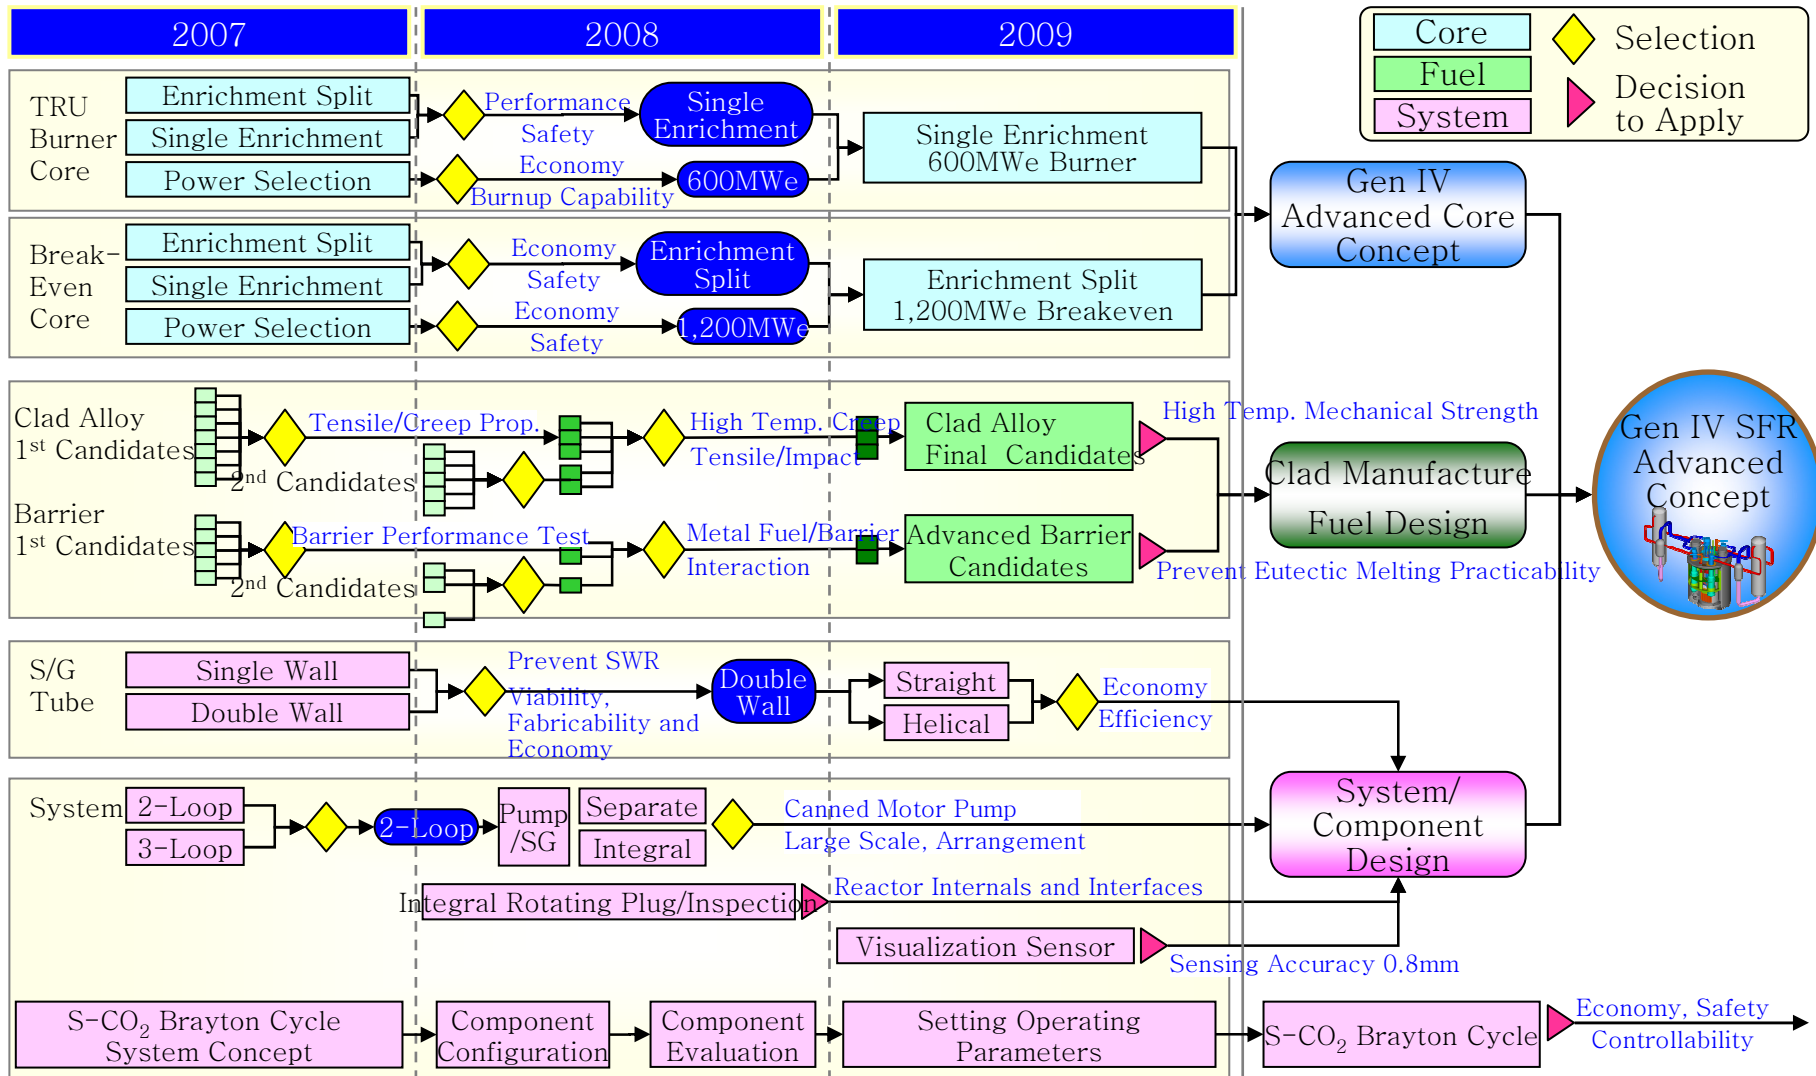 2007
2008
2009
Core
Fuel
System
Selection
Decision
to Apply
TRU
Burner
Core
Enrichment Split
Single Enrichment
Power Selection
Performance
Safety
Economy
Burnup Capability
Single
Enrichment
600MWe
Single Enrichment
600MWe Burner
Break-
Even
Core
Enrichment Split
Single Enrichment
Power Selection
Economy
Safety
Economy
Safety
Enrichment
Split
1,200MWe
Enrichment Split
1,200MWe Breakeven
Gen IV
Advanced Core
Concept
Clad Alloy
1st Candidates
Tensile/Creep Prop.
2nd Candidates
High Temp. Creep
Tensile/Impact
Clad Alloy
Final Candidates
High Temp. Mechanical Strength
Barrier
1st Candidates
Barrier Performance Test
2nd Candidates
Metal Fuel/Barrier
Interaction
Advanced Barrier
Candidates
Prevent Eutectic Melting Practicability
Clad Manufacture
Fuel Design
Gen IV SFR
Advanced
Concept
S/G
Tube
Single Wall
Double Wall
Prevent SWR
Viability,
Fabricability and
Economy
Double
Wall
Straight
Helical
Economy
Efficiency
System
2-Loop
3-Loop
2-Loop
Pump
/SG
Separate
Integral
Canned Motor Pump
Large Scale, Arrangement
System/
Component
Design
Integral Rotating Plug/Inspection
Reactor Internals and Interfaces
Visualization Sensor
Sensing Accuracy 0.8mm
S-CO2 Brayton Cycle
System Concept
Component
Configuration
Component
Evaluation
Setting Operating
Parameters
S-CO2 Brayton Cycle
Economy, Safety
Controllability